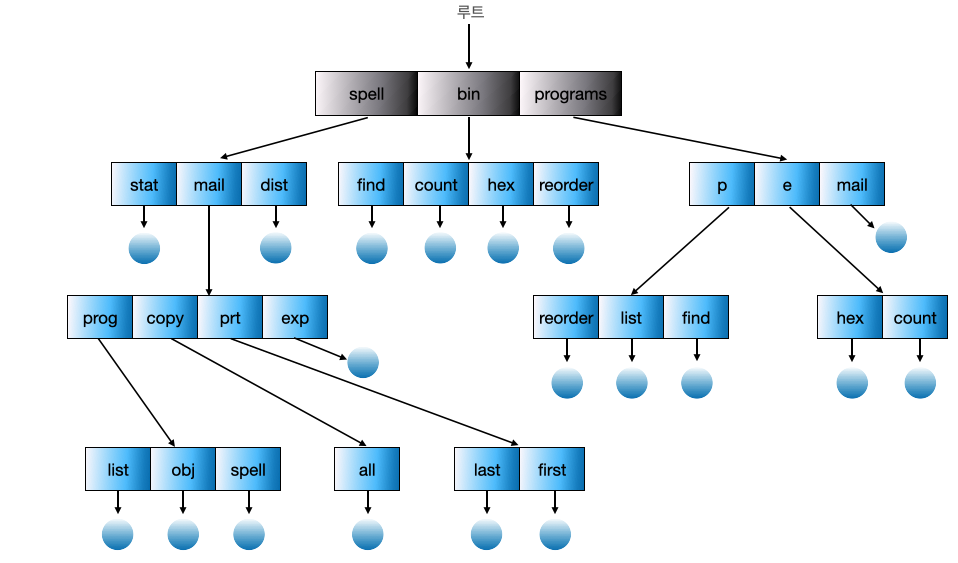 루트
spell bin programs
stat mail dist find count hex reorder p e mail
prog copy prt exp reorder list find hex count
list obj spell all last first